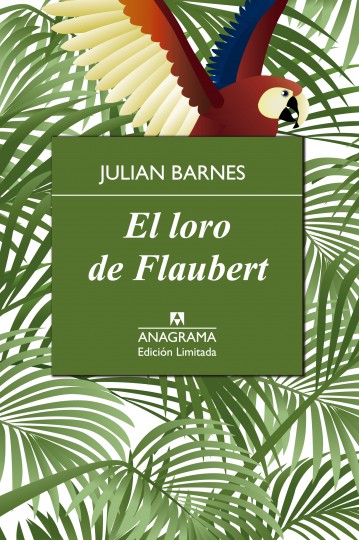 JULIAN BARNES
El loro
de Flaubert
ANAGRAMA
Edición Limitada